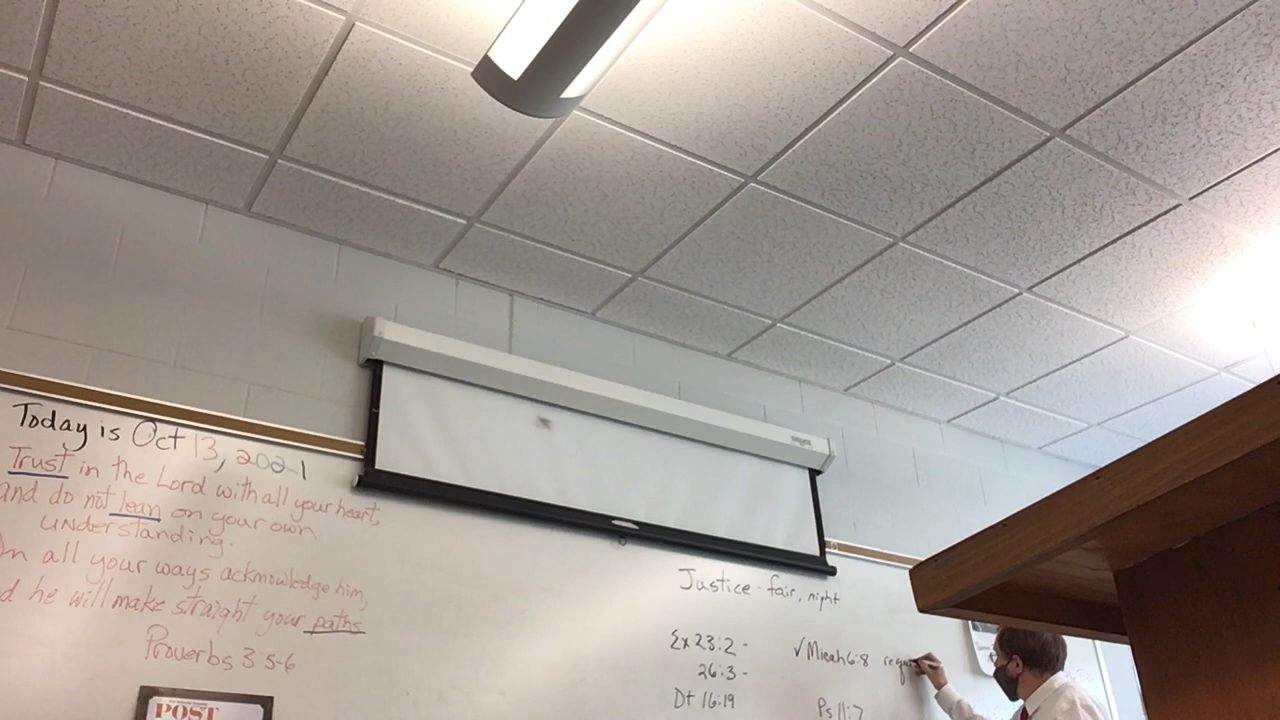 Today is Oct 13, 2021
Trust in the Lord with all your heart,
and do not lean on your own
understanding.
In all your ways acknowledge him,
d he will make straight your paths
Proverbs 3 5-6
POST
Justice - fair, right
Ex 23:2 -
26:3 -
Dt 16:19
✓Micah 6:8 requ
Ps 11:7